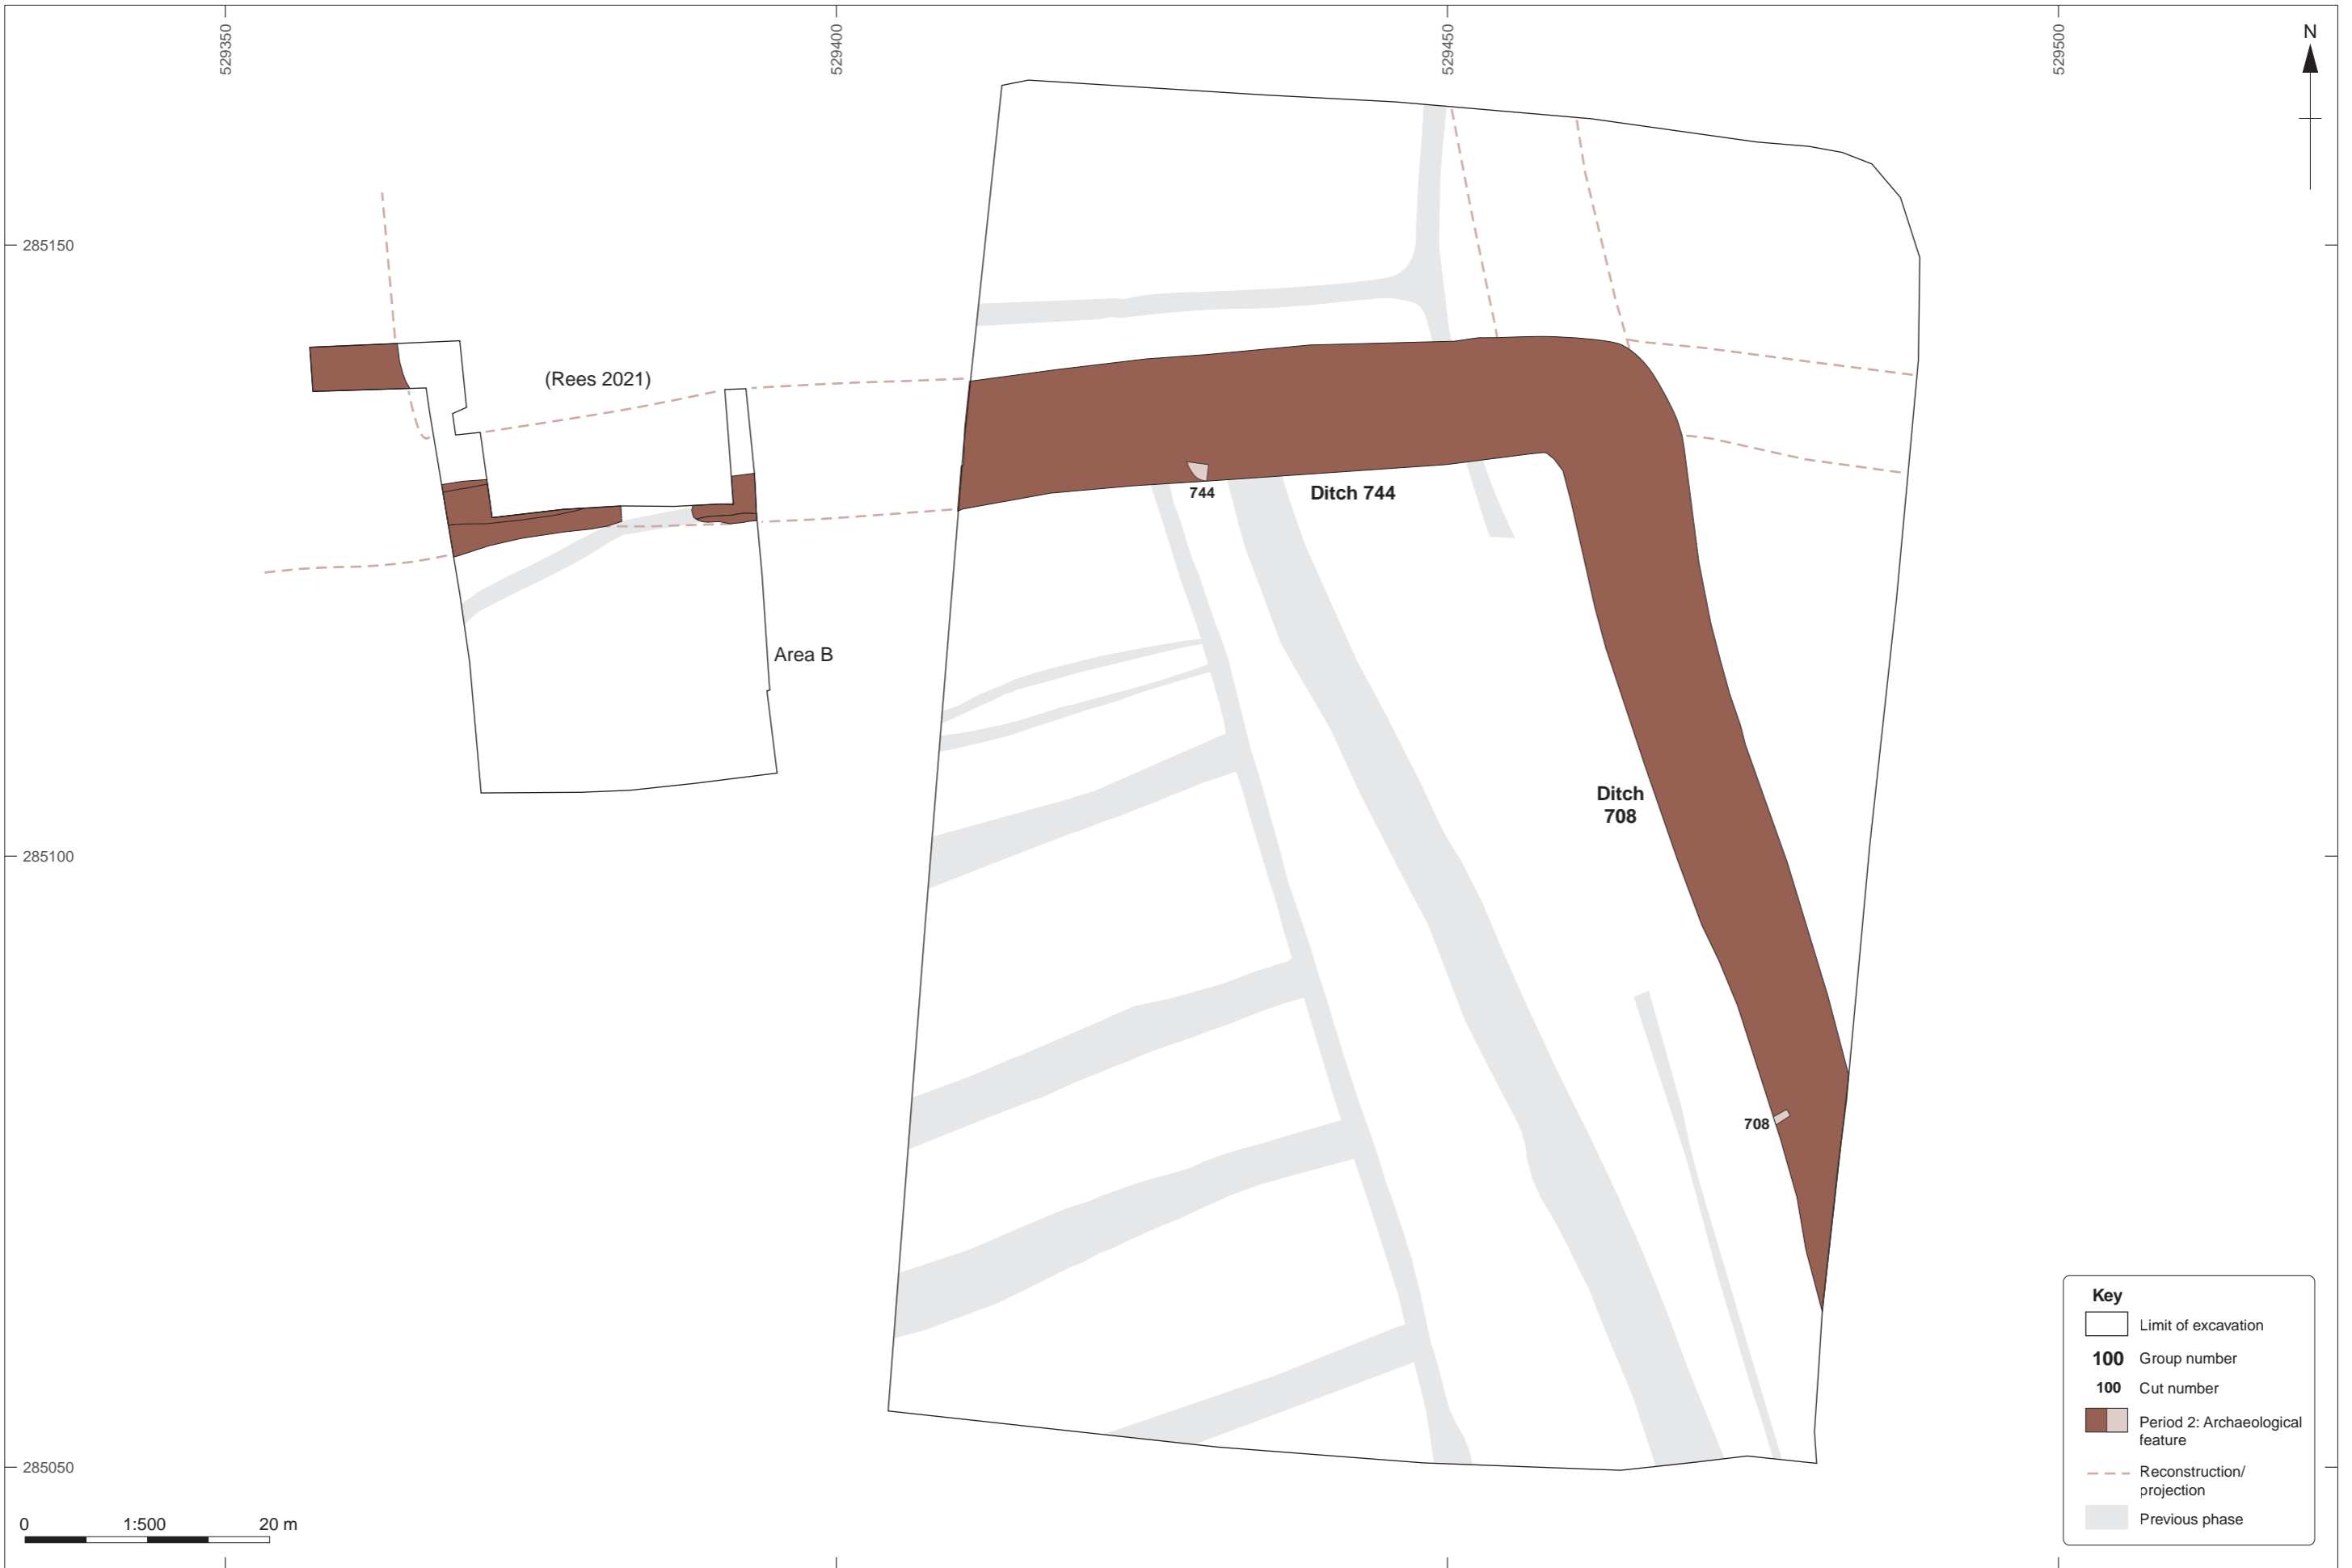 529350
529400
529450
529500
N
285150
(Rees 2021)
744
Ditch 744
Area B
Ditch
708
285100
708
285050
Key
Limit of excavation
100 Group number
100 Cut number
Period 2: Archaeological
feature
Reconstruction/
projection
Previous phase
0 1:500 20 m